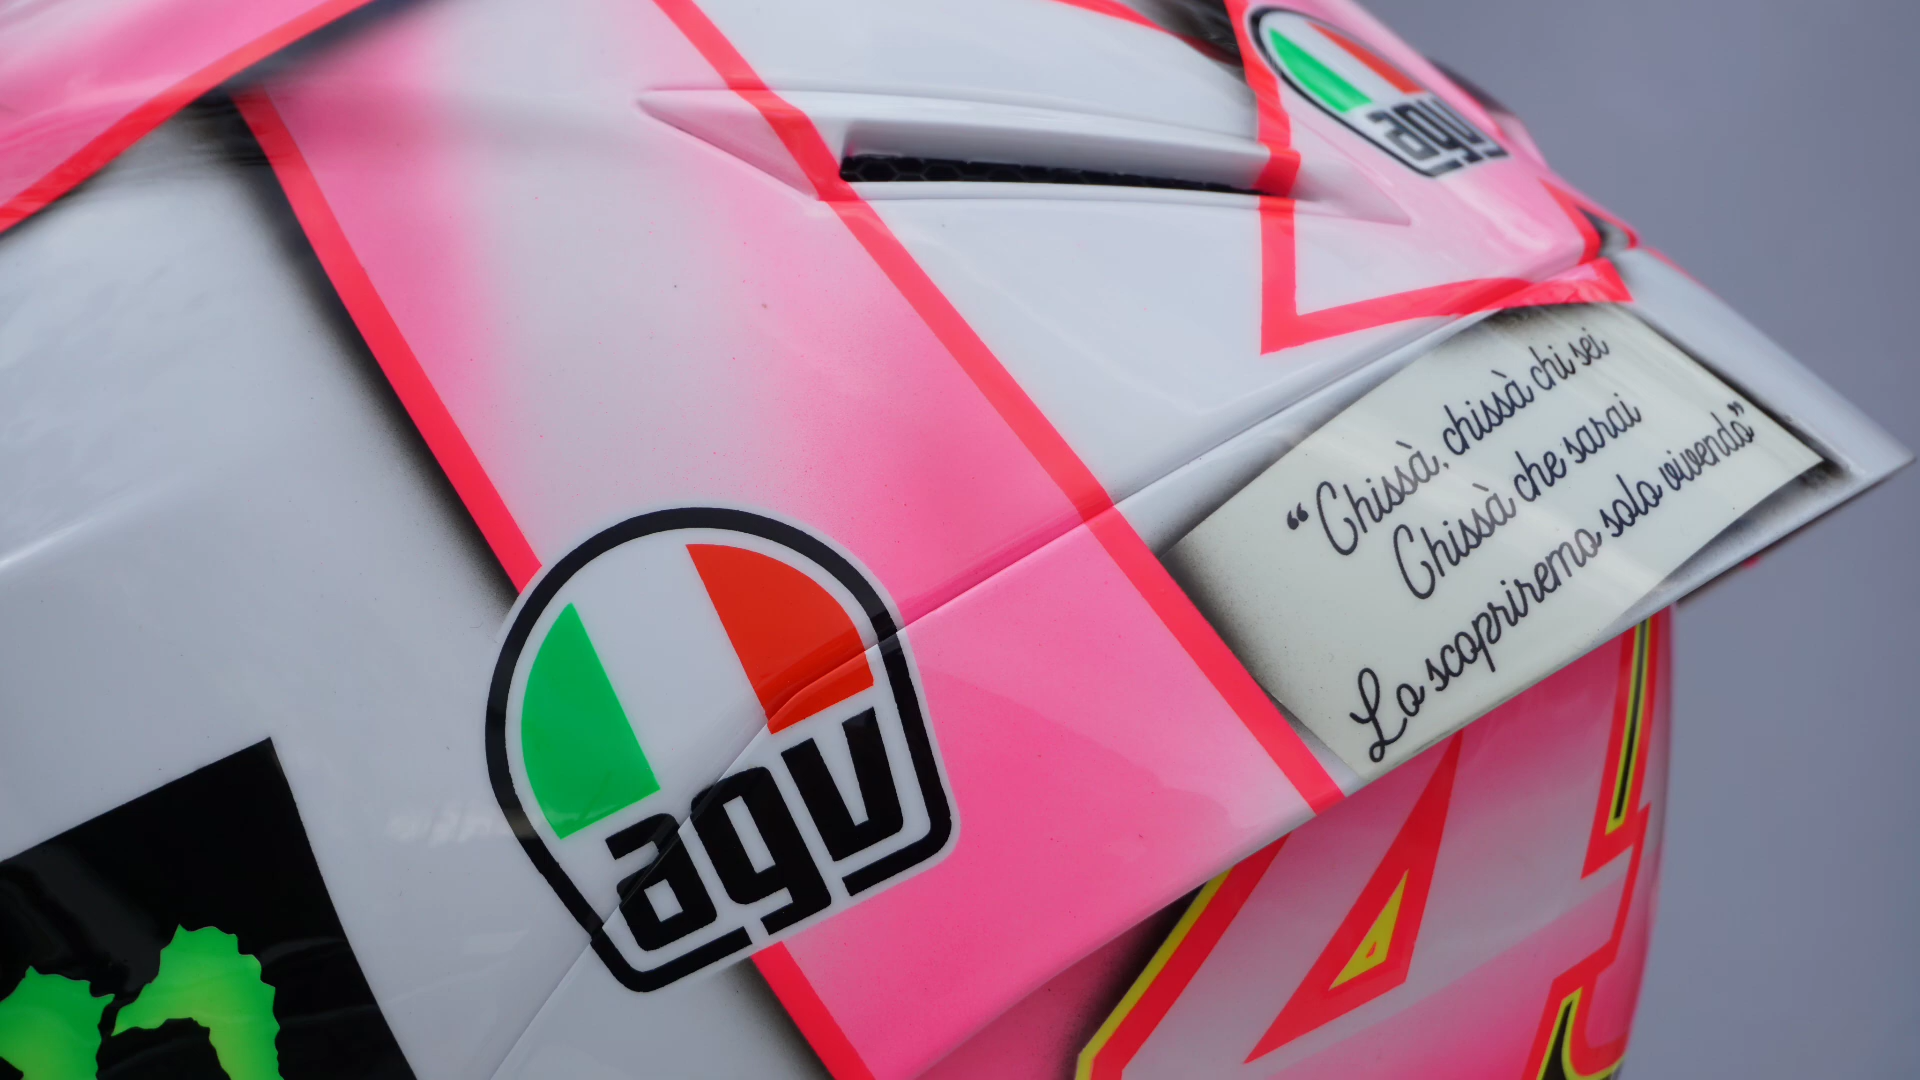 agv
"Chissà, chissà chi sei
Chissà che sarai
Lo scopriremo solo vivendo"
agv